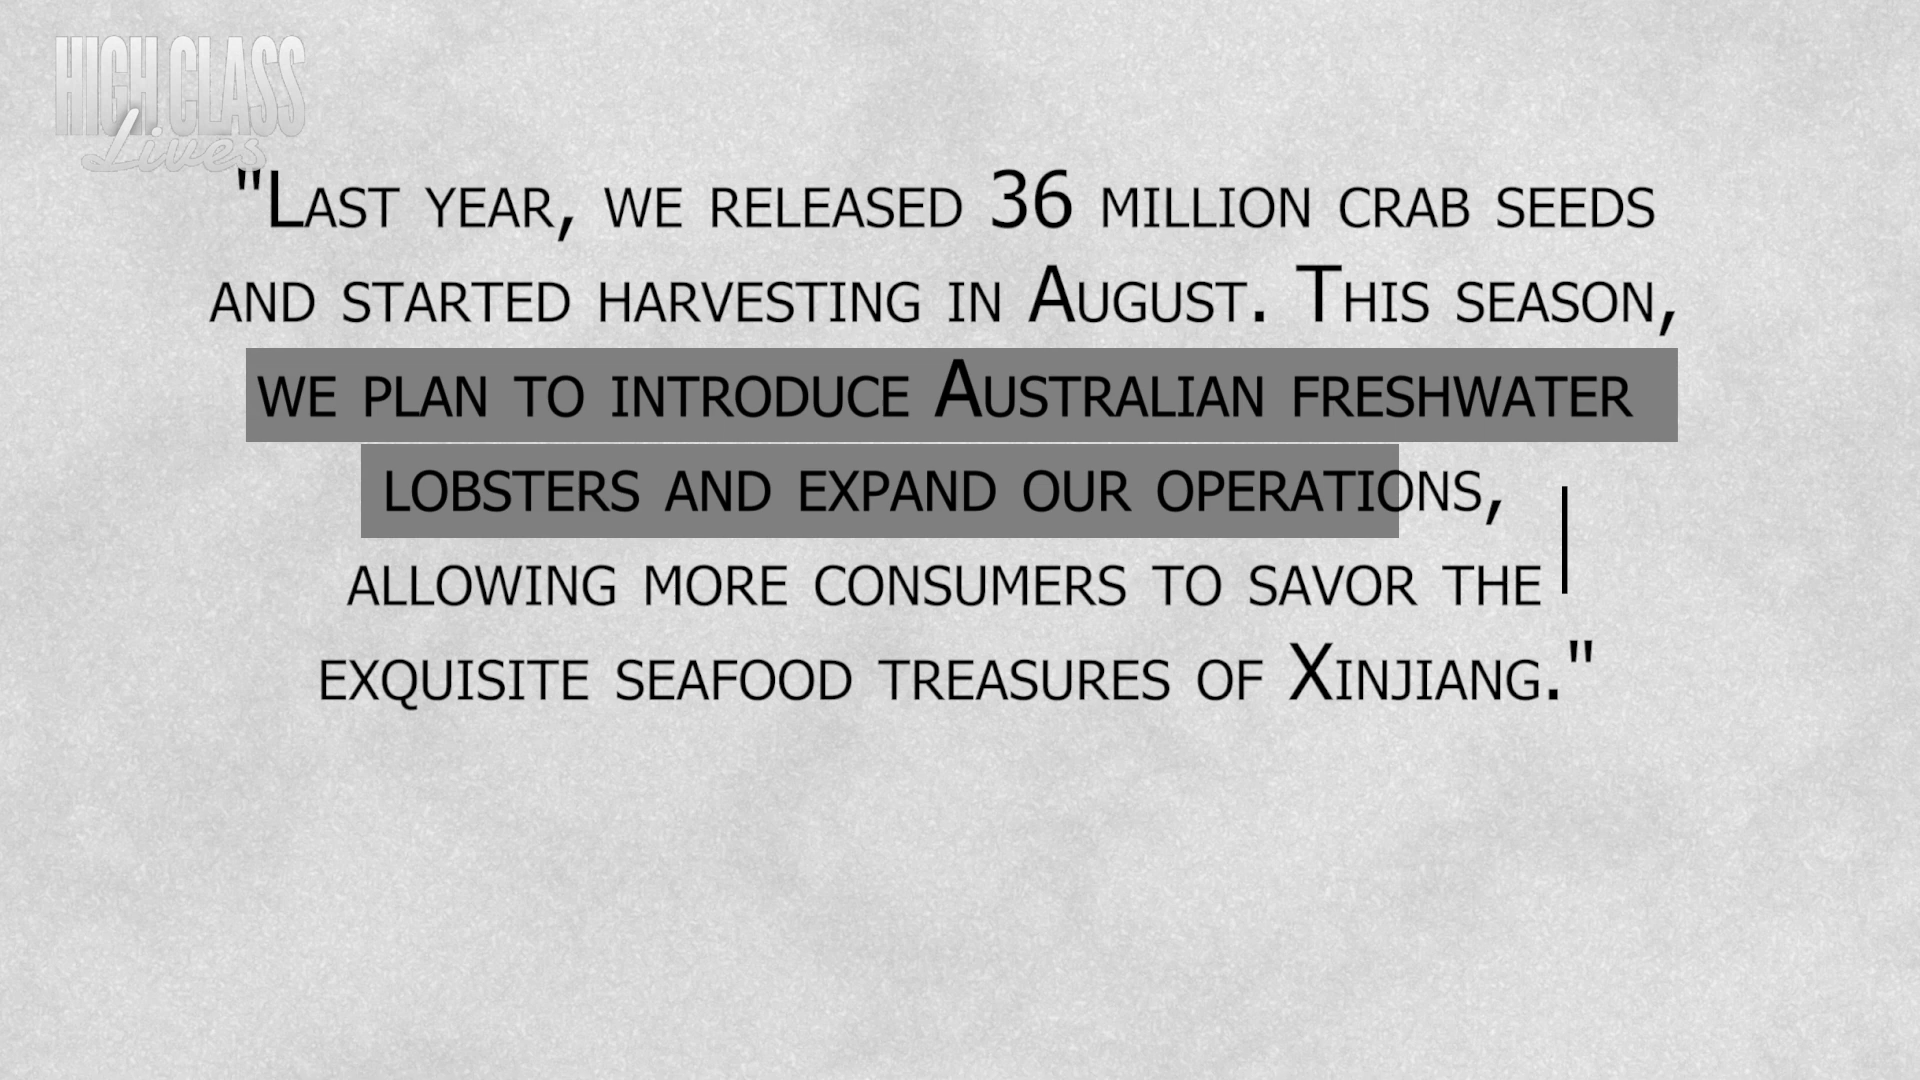 HIGH CLASS
Lives
"Last year, we released 36 million crab seeds
and started harvesting in August. This season,
we plan to introduce Australian freshwater
lobsters and expand our operations,
allowing more consumers to savor the
exquisite seafood treasures of Xinjiang."